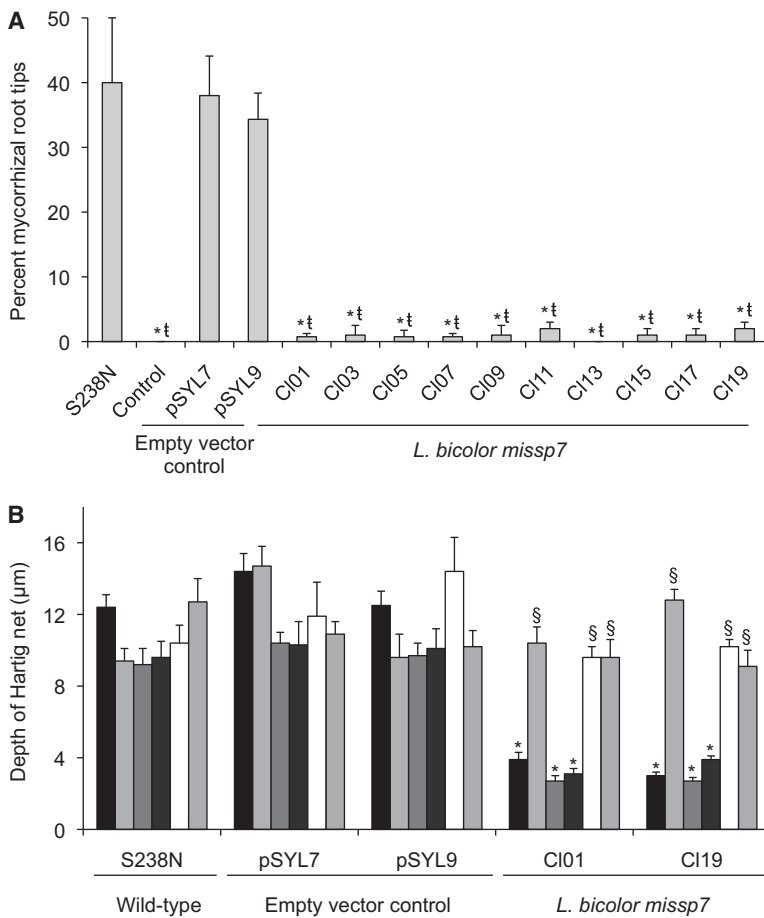 A
Percent mycorrhizal root tips
50
40
30
20
10
0
*ŧ
*ŧ
*ŧ
*ŧ
*ŧ
*ŧ
*ŧ
*ŧ
*ŧ
*ŧ
*ŧ
S238N
Control
pSYL7
pSYL9
Cl01
Cl03
Cl05
Cl07
Cl09
Cl11
Cl13
Cl15
Cl17
Cl19
Empty vector
control
L. bicolor missp7
B
Depth of Hartig net (µm)
16
12
8
4
0
* § * * § §
* § * * § §
S238N
pSYL7
pSYL9
Cl01
Cl19
Wild-type
Empty vector control
L. bicolor missp7